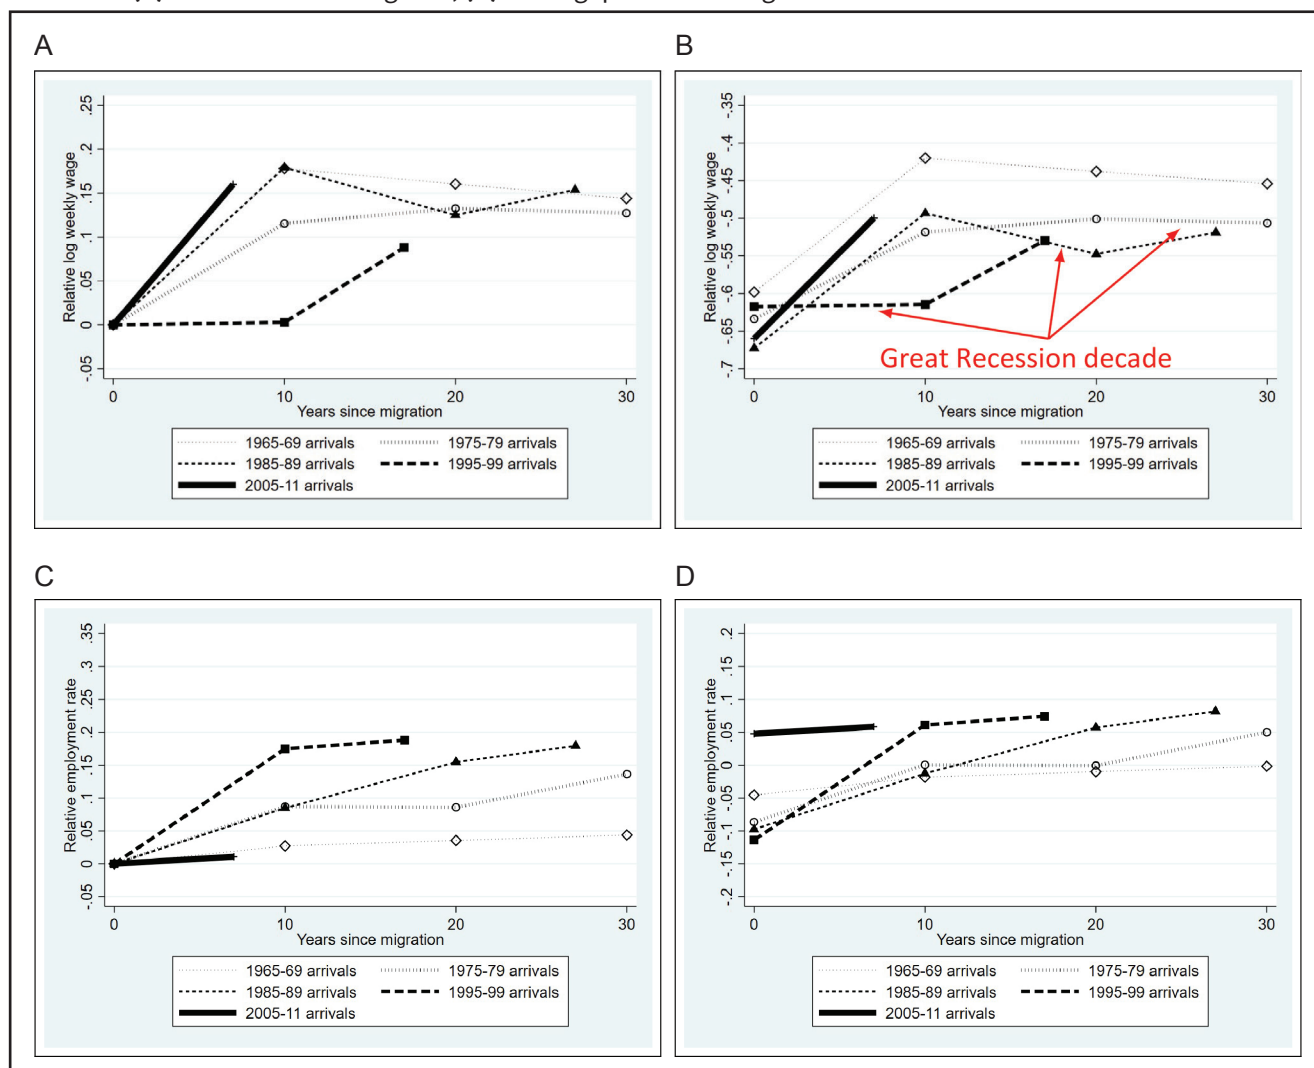 A
.25
.2
.15
.1
.05
0
-.05
Relative log weekly wage
0 10 20 30
Years since migration
1965-69 arrivals 1975-79 arrivals
1985-89 arrivals 1995-99 arrivals
2005-11 arrivals
B
-.35
-.4
-.45
-.5
-.55
-.6
-.65
-.7
Relative log weekly wage
Great Recession decade
0 10 20 30
Years since migration
1965-69 arrivals 1975-79 arrivals
1985-89 arrivals 1995-99 arrivals
2005-11 arrivals
C
.35
.3
.25
.2
.15
.1
.05
0
-.05
Relative employment rate
0 10 20 30
Years since migration
1965-69 arrivals 1975-79 arrivals
1985-89 arrivals 1995-99 arrivals
2005-11 arrivals
D
.2
.15
.1
.05
0
-.05
-.1
-.15
-.2
Relative employment rate
0 10 20 30
Years since migration
1965-69 arrivals 1975-79 arrivals
1985-89 arrivals 1995-99 arrivals
2005-11 arrivals